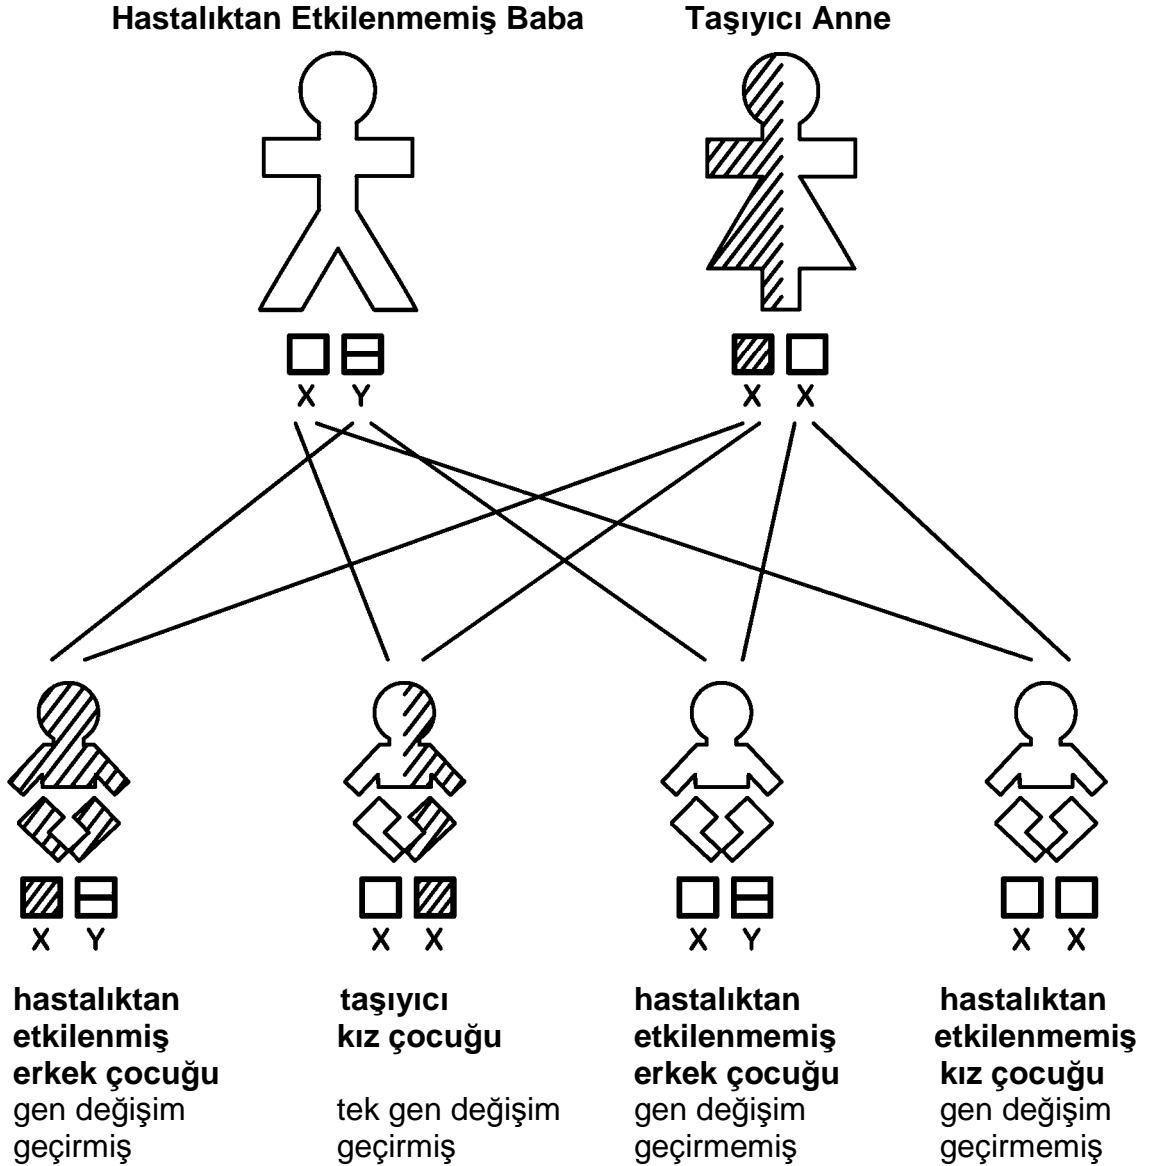 Hastalıktan Etkilenmemiş Baba
Taşıyıcı Anne
X Y
X X
X Y
X X
X Y
X X
hastalıktan
etkilenmiş
erkek çocuğu
gen değişim
geçirmiş
taşıyıcı
kız çocuğu
tek gen değişim
geçirmiş
hastalıktan
etkilenmemiş
erkek çocuğu
gen değişim
geçirmemiş
hastalıktan
etkilenmemiş
kız çocuğu
gen değişim
geçirmemiş